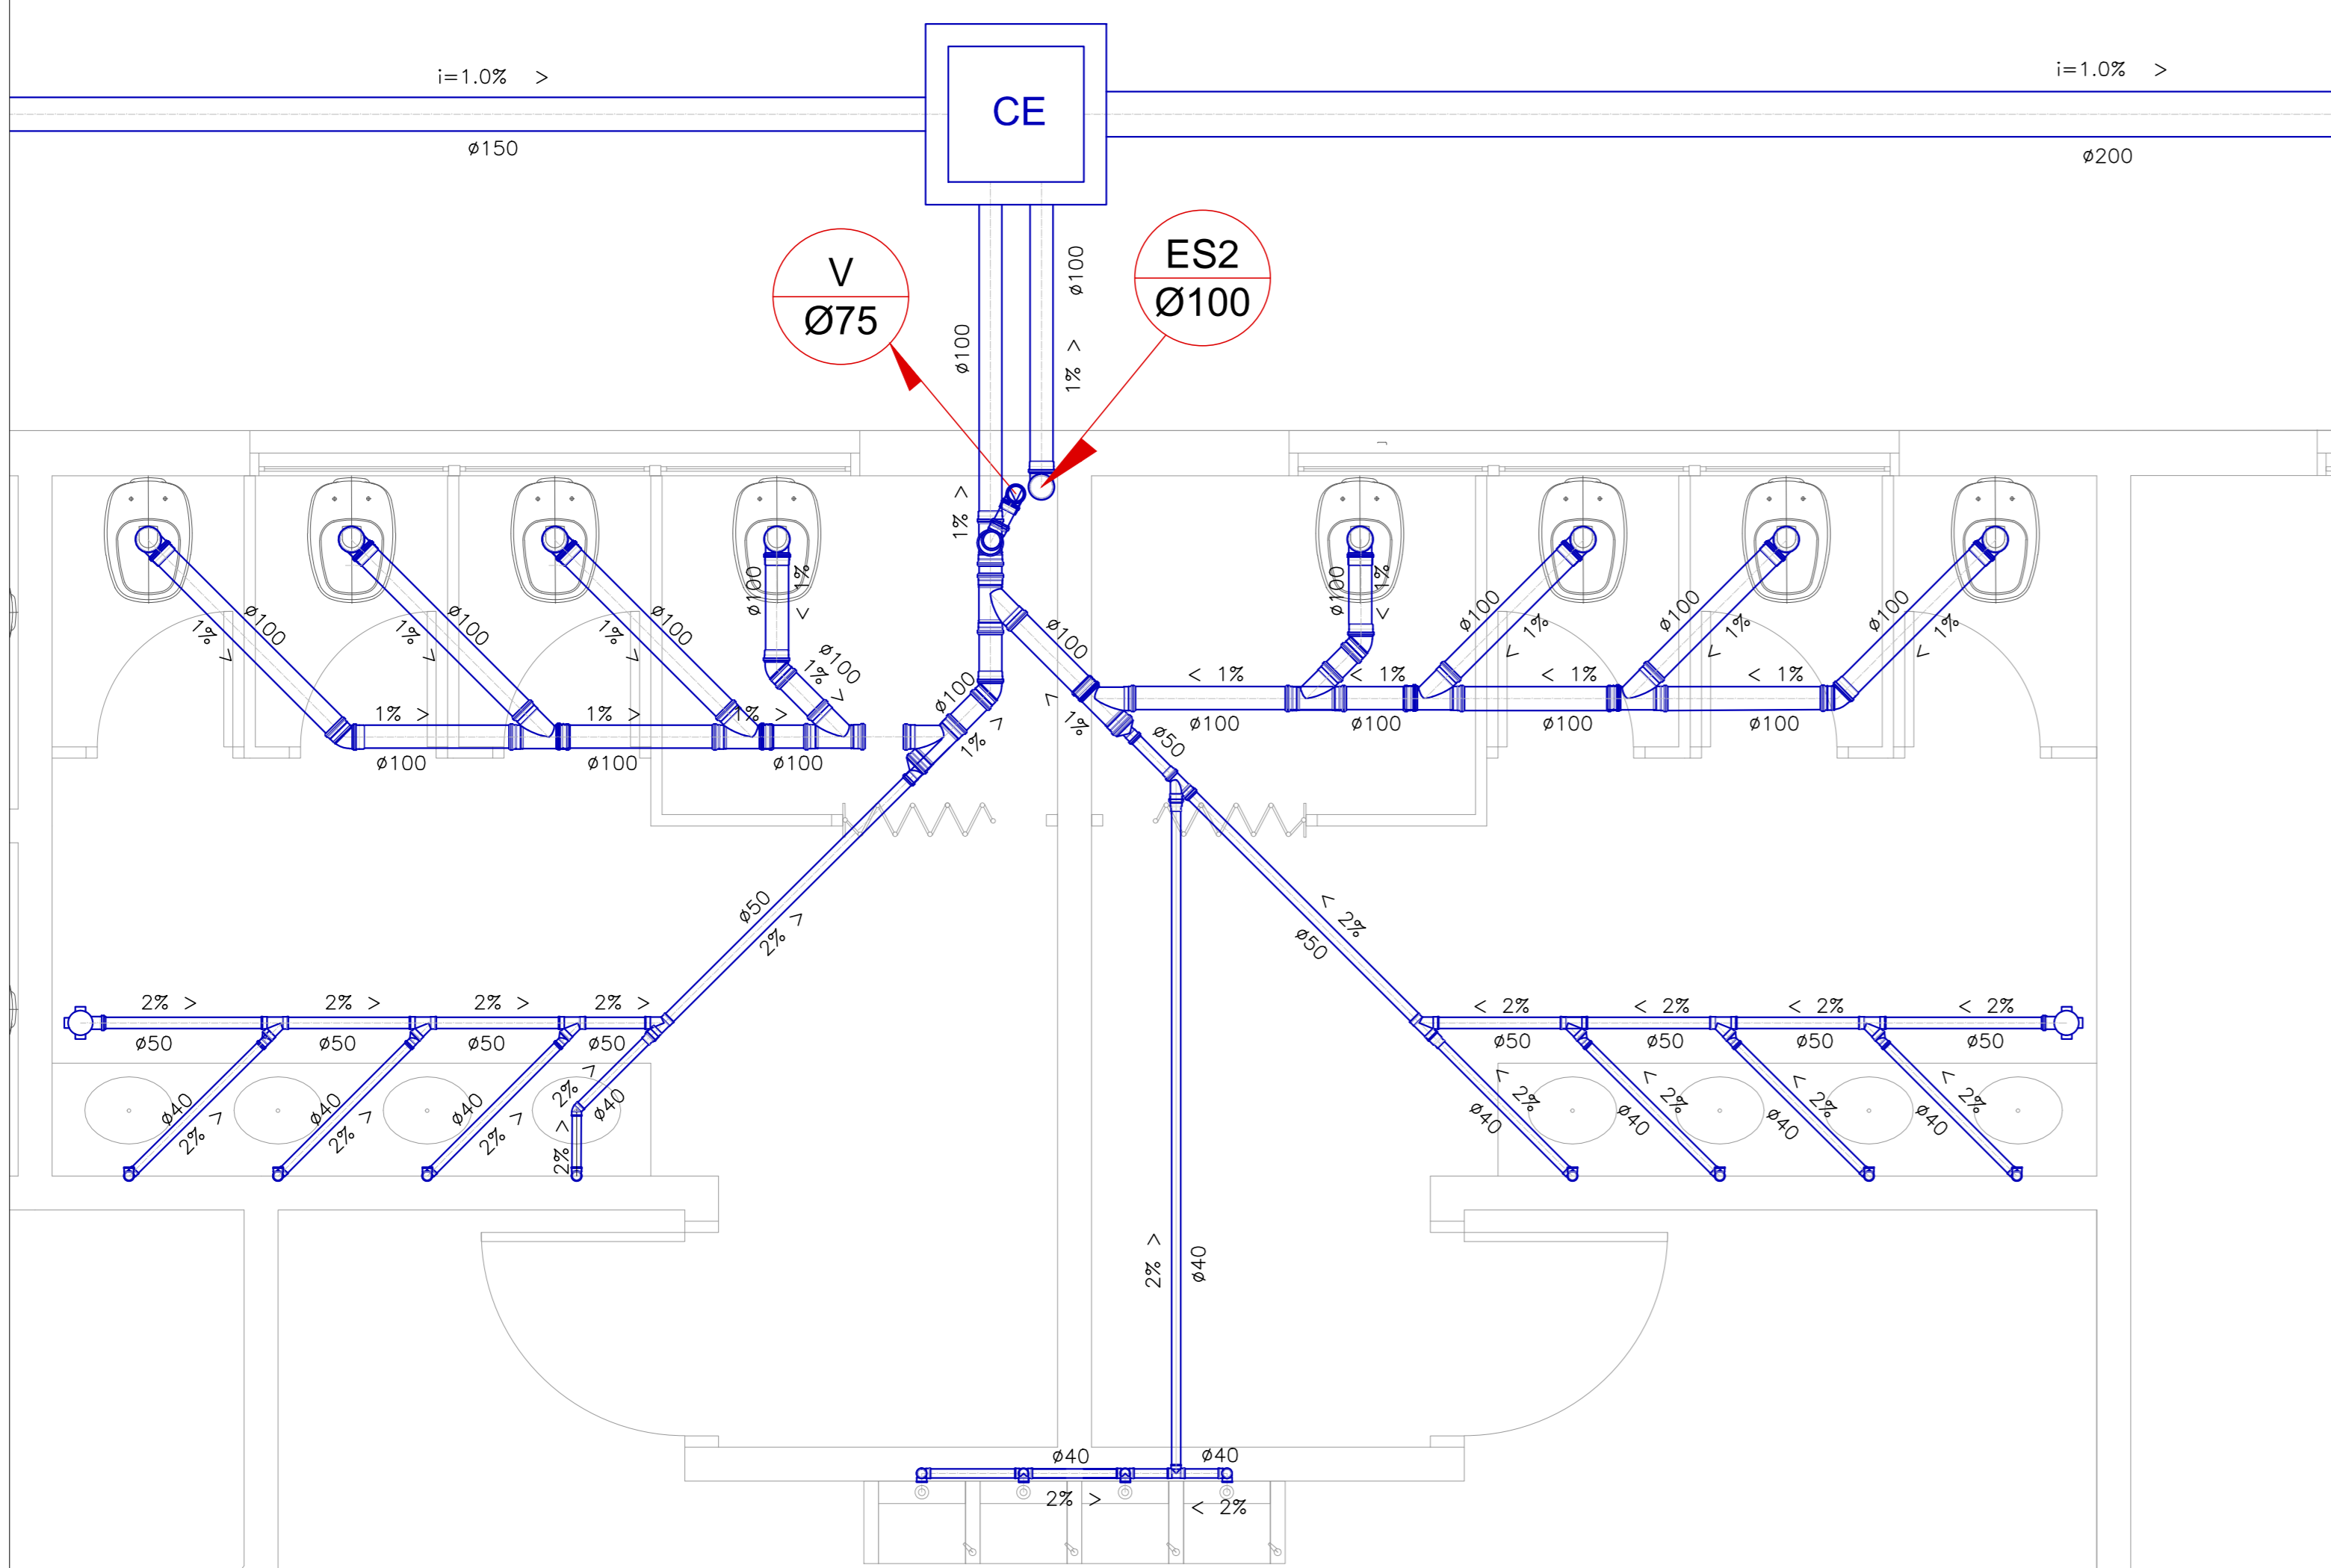 i=1.0% >
i=1.0% >
CE
ø150
ø200
V
Ø75
ES2
Ø100
ø100
ø100
1% >
1% >
ø100
1% >
ø100
1% >
ø100
1% >
ø100
< 1%
ø100
1% >
ø100
< 1%
ø100
< 1%
ø100
< 1%
ø100
< 1%
ø100
< 1%
ø100
1% >
< 1%
< 1%
< 1%
< 1%
ø100
ø100
ø100
ø100
1% >
1% >
1% >
ø100
ø100
ø100
ø50
ø50
2% >
< 2%
ø50
2% >
2% >
2% >
2% >
ø50
ø50
ø50
ø50
< 2%
< 2%
< 2%
< 2%
ø50
ø50
ø50
ø50
ø40
2% >
ø40
2% >
ø40
2% >
2% >
ø40
2% >
< 2%
ø40
< 2%
ø40
< 2%
ø40
< 2%
ø40
2% >
ø40
ø40
ø40
2% >
< 2%